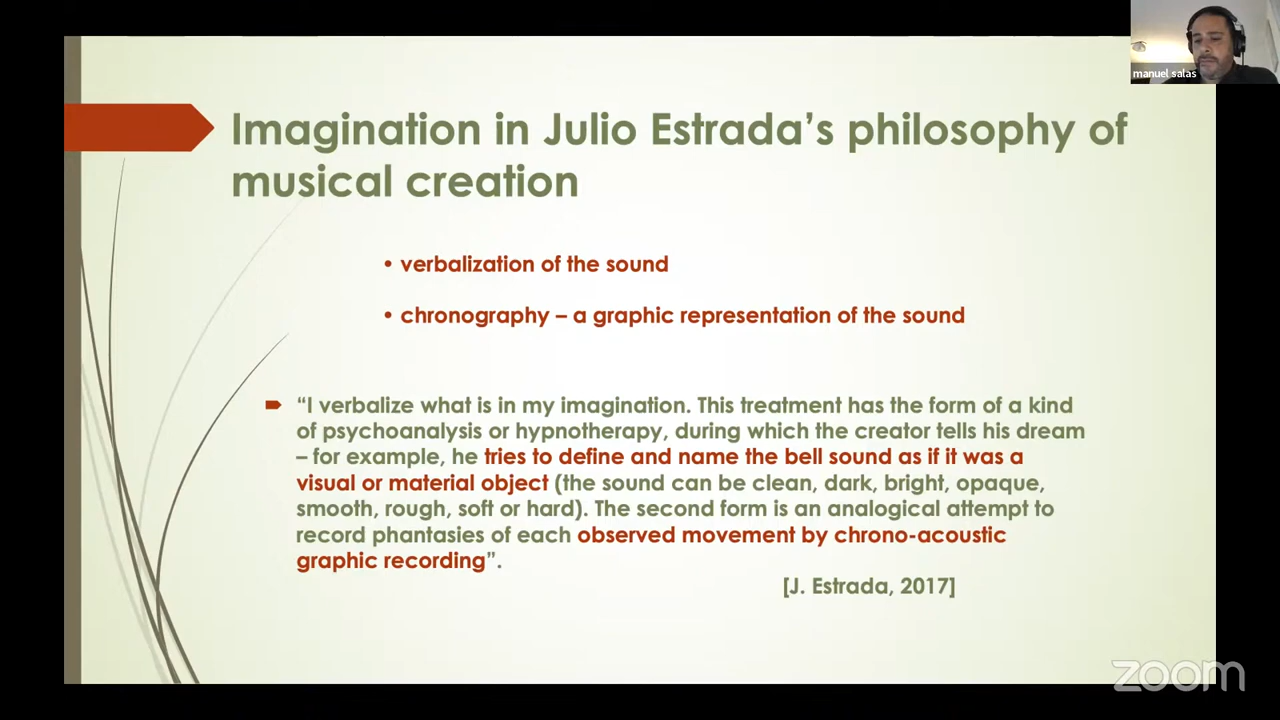 manuel salas
Imagination in Julio Estrada’s philosophy of
musical creation
• verbalization of the sound
• chronography – a graphic representation of the sound
“I verbalize what is in my imagination. This treatment has the form of a kind
of psychoanalysis or hypnotherapy, during which the creator tells his dream
– for example, he tries to define and name the bell sound as if it was a
visual or material object (the sound can be clean, dark, bright, opaque,
smooth, rough, soft or hard). The second form is an analogical attempt to
record phantasies of each observed movement by chrono-acoustic
graphic recording”.
[J. Estrada, 2017]
zoom